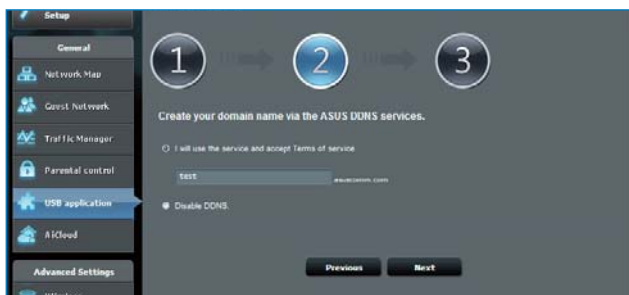 Setup
General
Network Map
Guest Network
Traffic Manager
Parental control
USB application
AiCloud
Advanced Settings
Wireless
1
2
3
Create your domain name via the ASUS DDNS services.
I will use the service and accept Terms of service
test
.asuscomm.com
Disable DDNS.
Previous
Next